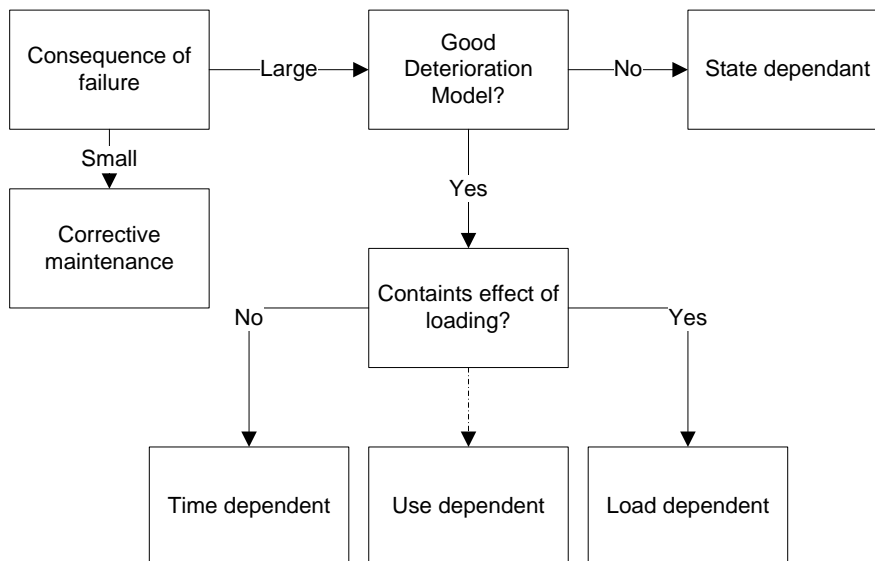 Consequence of
failure
Large
Good
Deterioration
Model?
No
State dependant
Small
Corrective
maintenance
Yes
Containts effect of
loading?
No
Yes
Time dependent
Use dependent
Load dependent